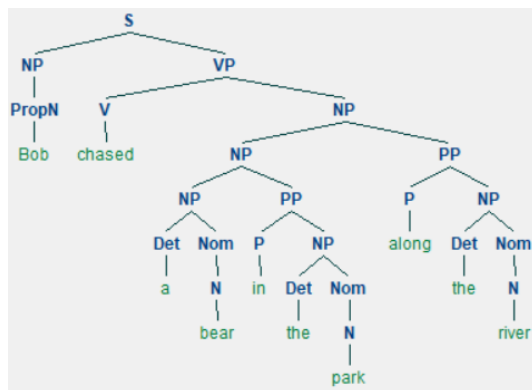 S
NP VP
PropN V NP
Bob chased NP PP
NP PP P NP
Det Nom P NP along Det Nom
a N in Det Nom the N
bear the N river
park